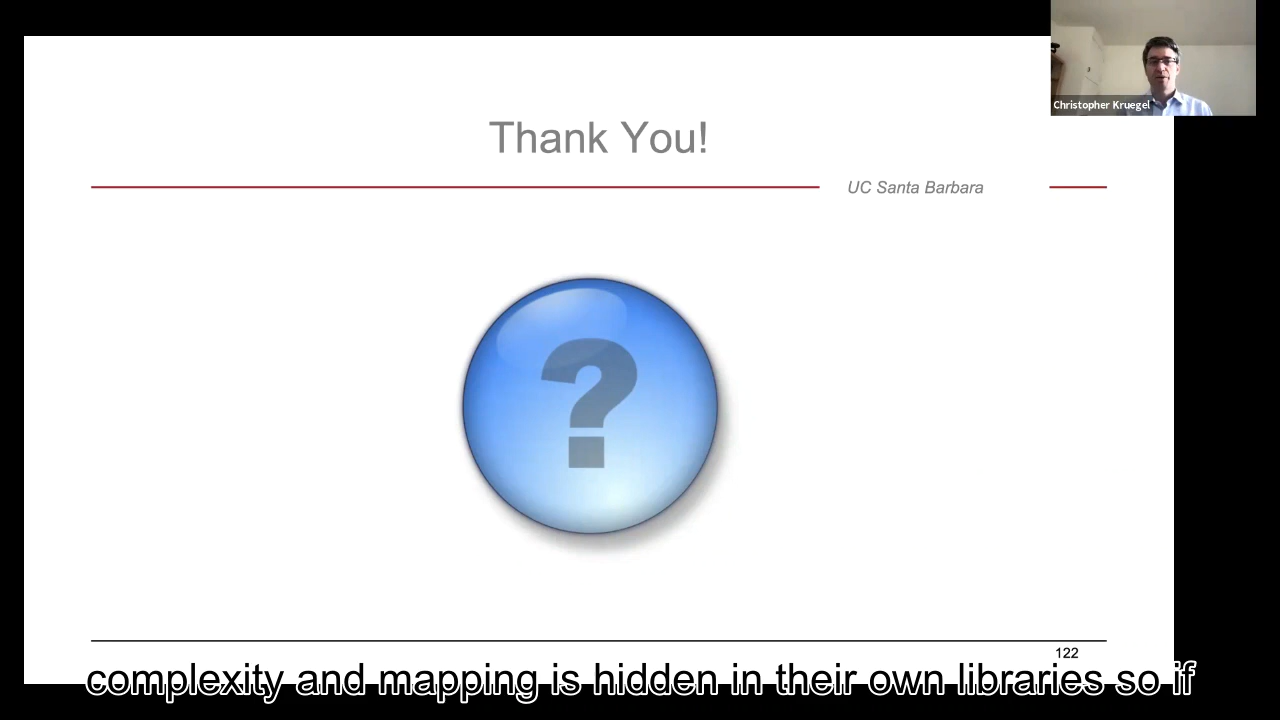 Christopher Kruegel
Thank You!
UC Santa Barbara
?
122
complexity and mapping is hidden in their own libraries so if